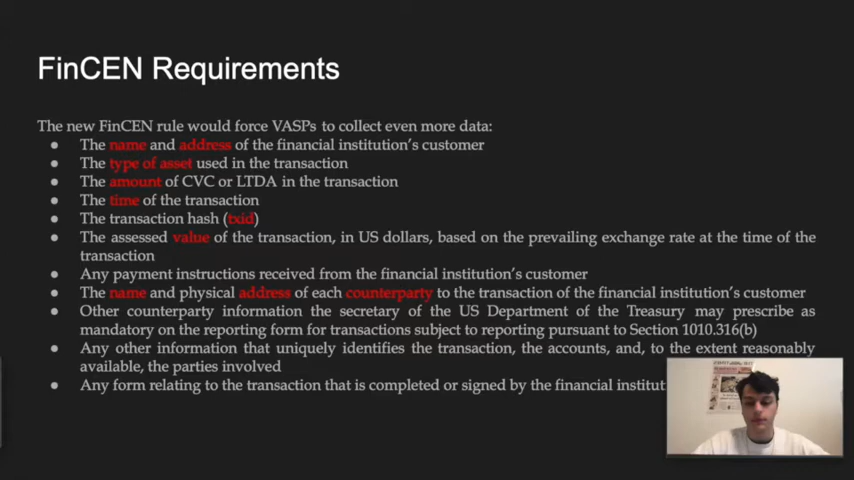 FinCEN Requirements
The new FinCEN rule would force VASPs to collect even more data:
● The name and address of the financial institution's customer
● The type of asset used in the transaction
● The amount of CVC or LTDA in the transaction
● The time of the transaction
● The transaction hash (txid)
● The assessed value of the transaction, in US dollars, based on the prevailing exchange rate at the time of the
transaction
● Any payment instructions received from the financial institution's customer
● The name and physical address of each counterparty to the transaction of the financial institution's customer
● Other counterparty information the secretary of the US Department of the Treasury may prescribe as
mandatory on the reporting form for transactions subject to reporting pursuant to Section 1010.316(b)
● Any other information that uniquely identifies the transaction, the accounts, and, to the extent reasonably
available, the parties involved
● Any form relating to the transaction that is completed or signed by the financial